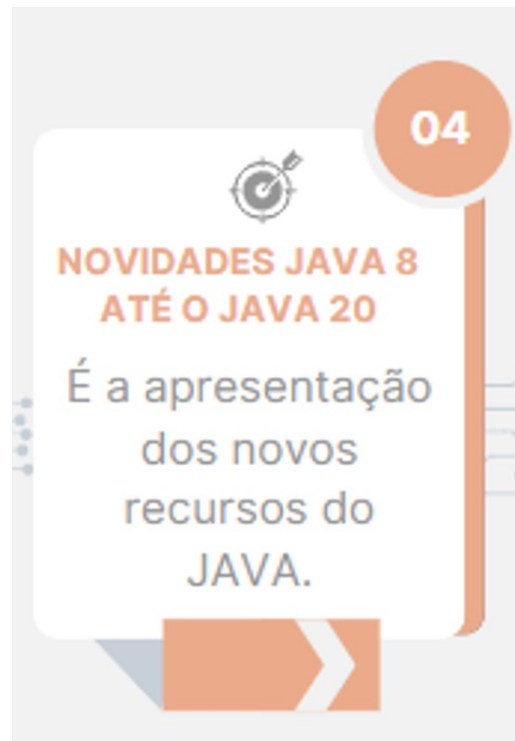 04
NOVIDADES JAVA 8
ATÉ O JAVA 20
É a apresentação
dos novos
recursos do
JAVA.